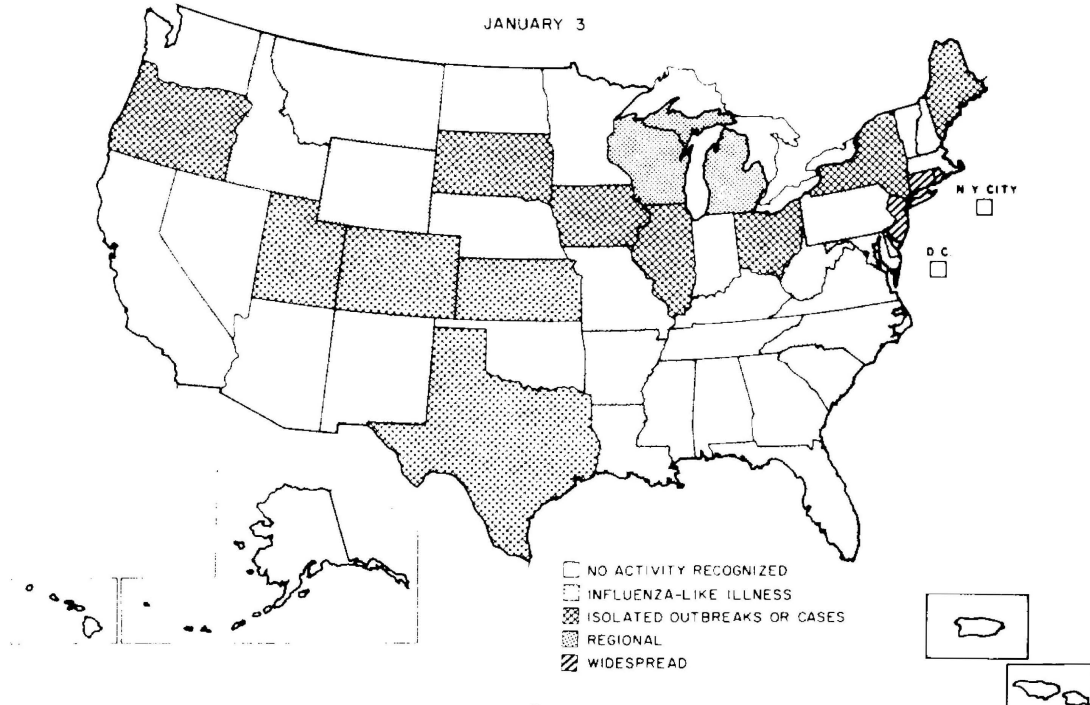 JANUARY 3
N Y CITY
D C
NO ACTIVITY RECOGNIZED
INFLUENZA-LIKE ILLNESS
ISOLATED OUTBREAKS OR CASES
REGIONAL
WIDESPREAD